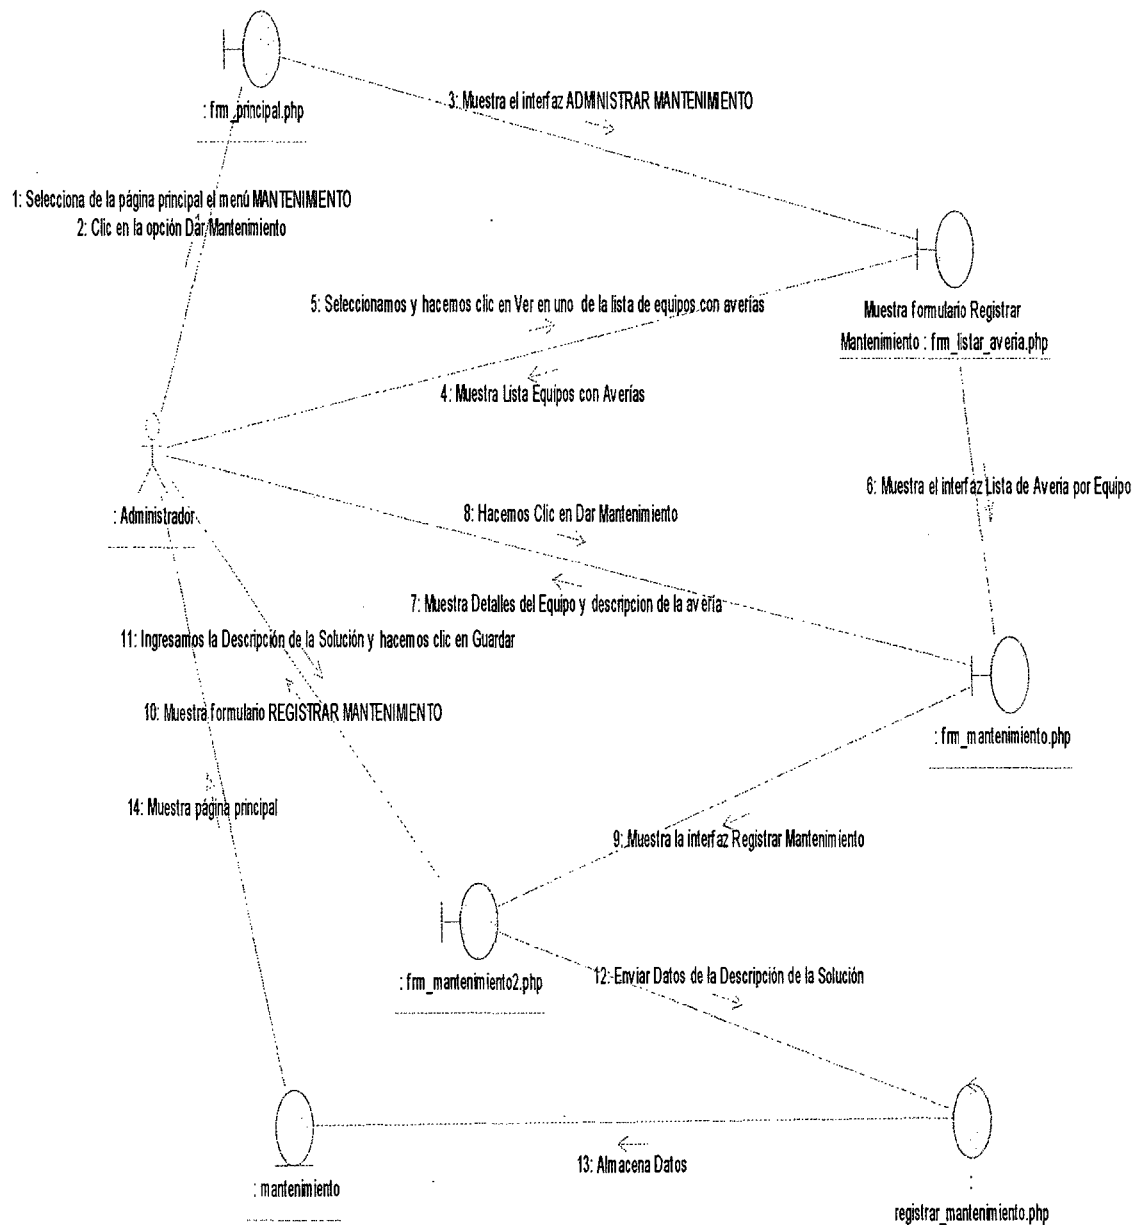 : frm_principal.php
3: Muestra el interfaz ADMINISTRAR MANTENIMIENTO
1: Selecciona de la página principal el menú MANTENIMIENTO
2: Clic en la opción Dar Mantenimiento
5: Seleccionamos y hacemos clic en Ver en uno de la lista de equipos con averías
Muestra formulario Registrar
Mantenimiento : frm_listar_averia.php
4: Muestra Lista Equipos con Averías
6: Muestra el interfaz Lista de Averia por Equipo
: Administrador
8: Hacemos Clic en Dar Mantenimiento
7: Muestra Detalles del Equipo y descripcion de la avería
11: Ingresamos la Descripción de la Solución y hacemos clic en Guardar
10: Muestra formulario REGISTRAR MANTENIMIENTO
: frm_mantenimiento.php
14: Muestra página principal
9: Muestra la interfaz Registrar Mantenimiento
: frm_mantenimiento2.php
12: Enviar Datos de la Descripción de la Solución
13: Almacena Datos
: mantenimiento
:
registrar_mantenimiento.php